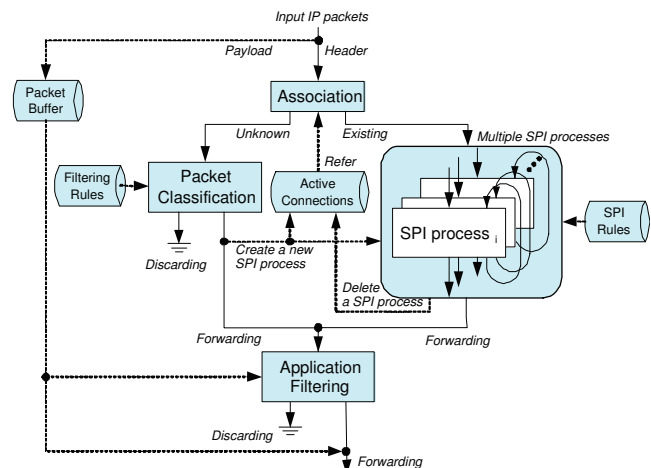 Input IP packets
Payload
Header
Packet
Buffer
Association
Unknown
Existing
Multiple SPI processes
Refer
Filtering
Rules
Packet
Classification
Active
Connections
SPI process i
SPI
Rules
Discarding
Create a new
SPI process
Delete
a SPI process
Forwarding
Forwarding
Application
Filtering
Discarding
Forwarding